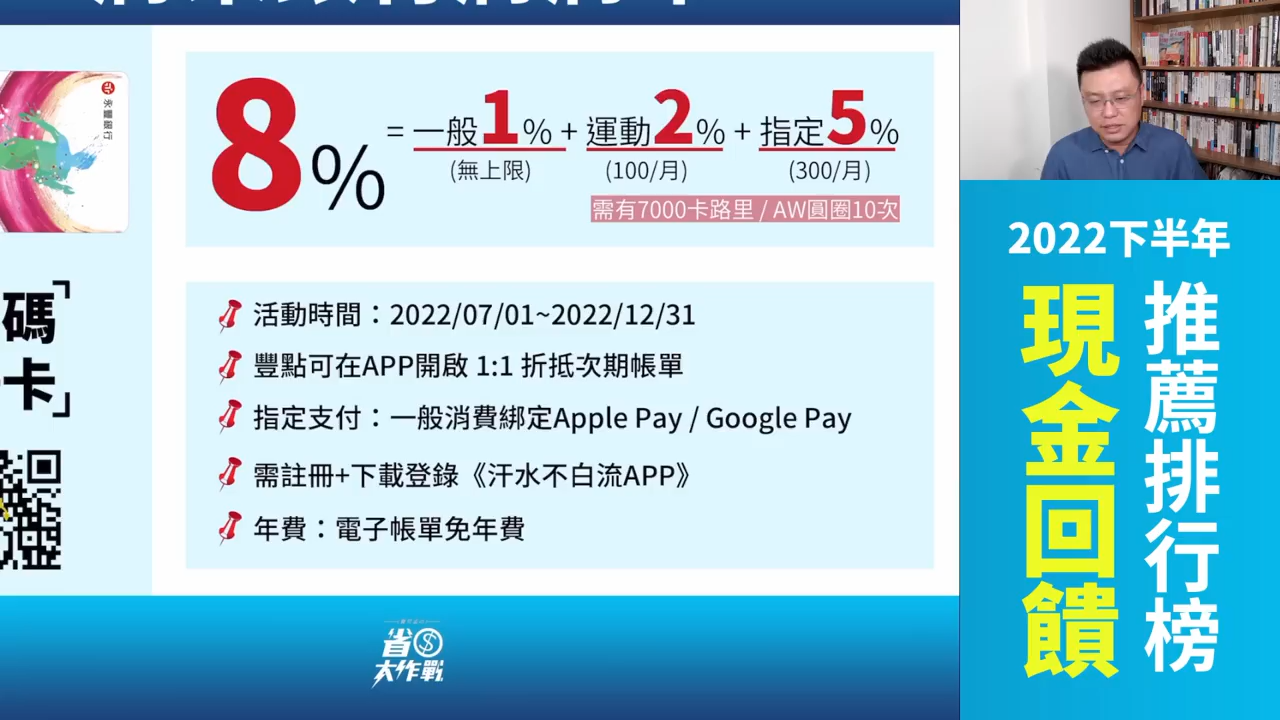 永豐銀行
8% = 一般1% + 運動2% + 指定5%
(無上限) (100/月) (300/月)
需有7000卡路里 / AW圓圈10次
活動時間：2022/07/01~2022/12/31
豐點可在APP開啟 1:1 折抵次期帳單
指定支付：一般消費綁定Apple Pay / Google Pay
需註冊+下載登錄《汗水不白流APP》
年費：電子帳單免年費
碼
卡
省
大作戰
2022下半年
推薦排行榜
現金回饋